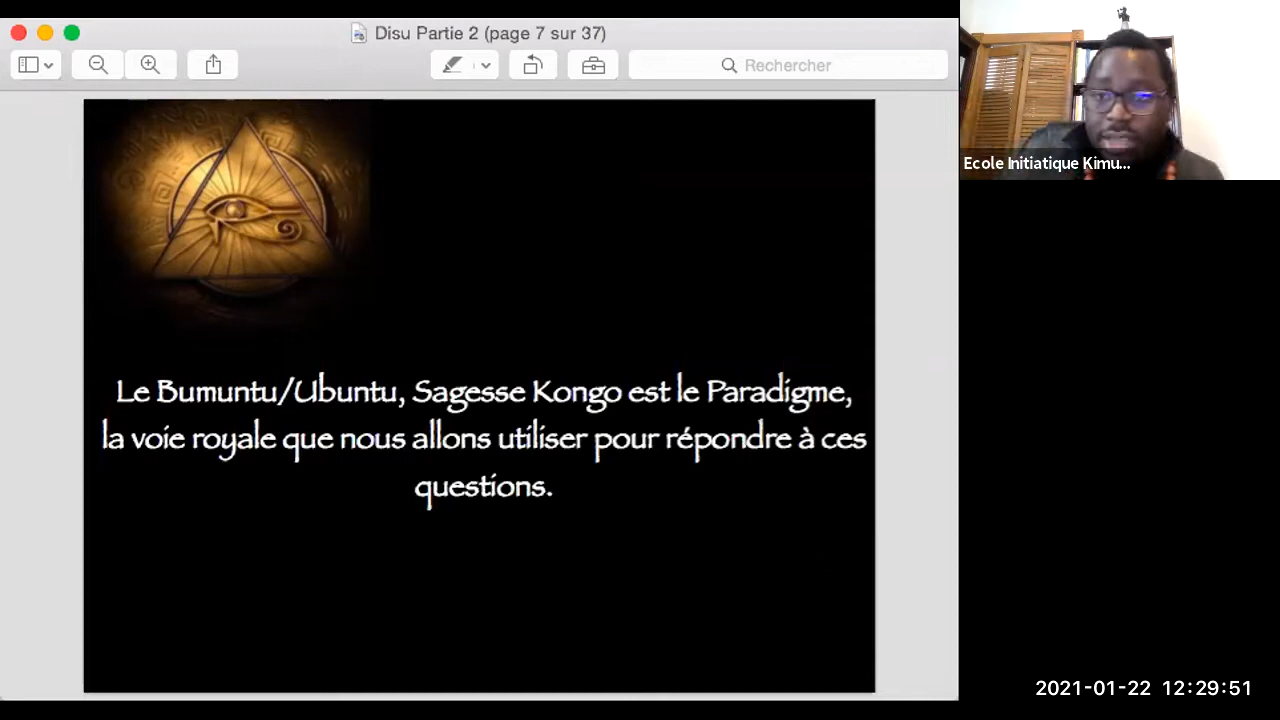 Disu Partie 2 (page 7 sur 37)
Rechercher
Le Bumuntu/Ubuntu, Sagesse Kongo est le Paradigme,
la voie royale que nous allons utiliser pour répondre à ces
questions.
Ecole Initiatique Kimu...
2021-01-22 12:29:51